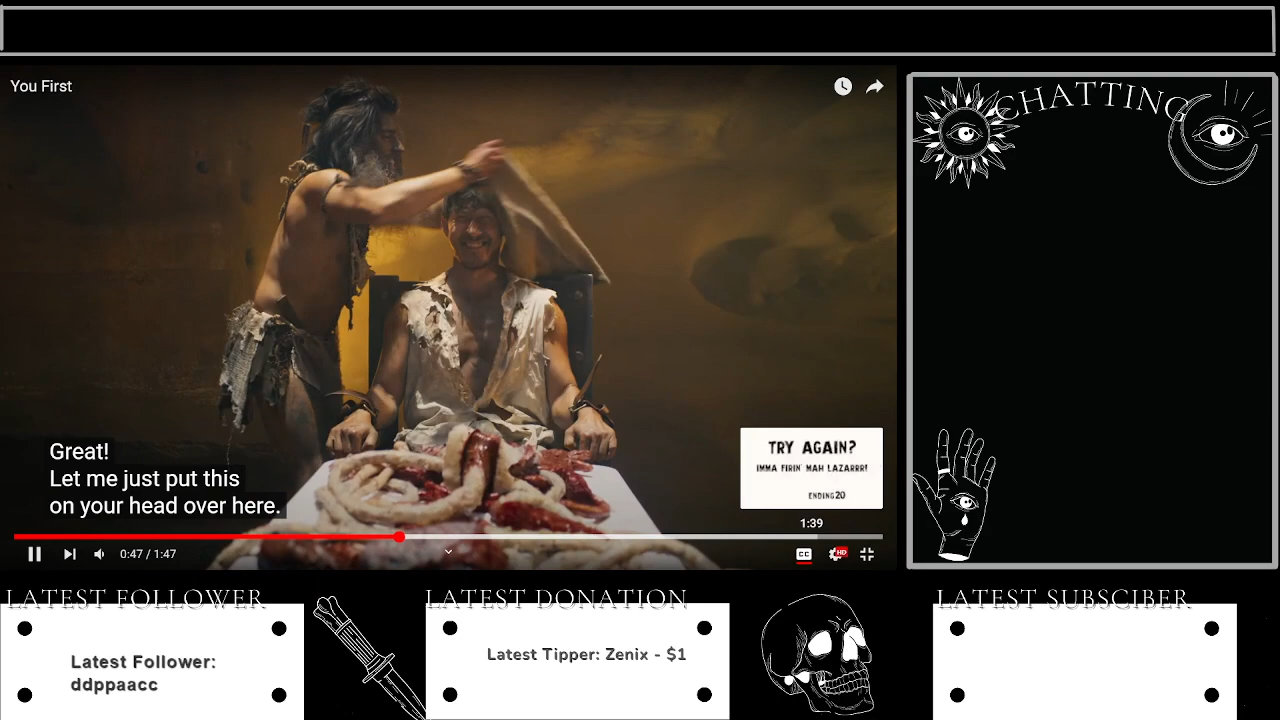 CHATTING
You First
TRY AGAIN?
IMMA FIRIN' MAH LAZARRR!
ENDING 20
Great!
Let me just put this
on your head over here.
1:39
0:47 / 1:47
CC
HD
LATEST FOLLOWER
LATEST DONATION
LATEST SUBSCIBER
Latest Follower:
ddppaacc
Latest Tipper: Zenix - $1